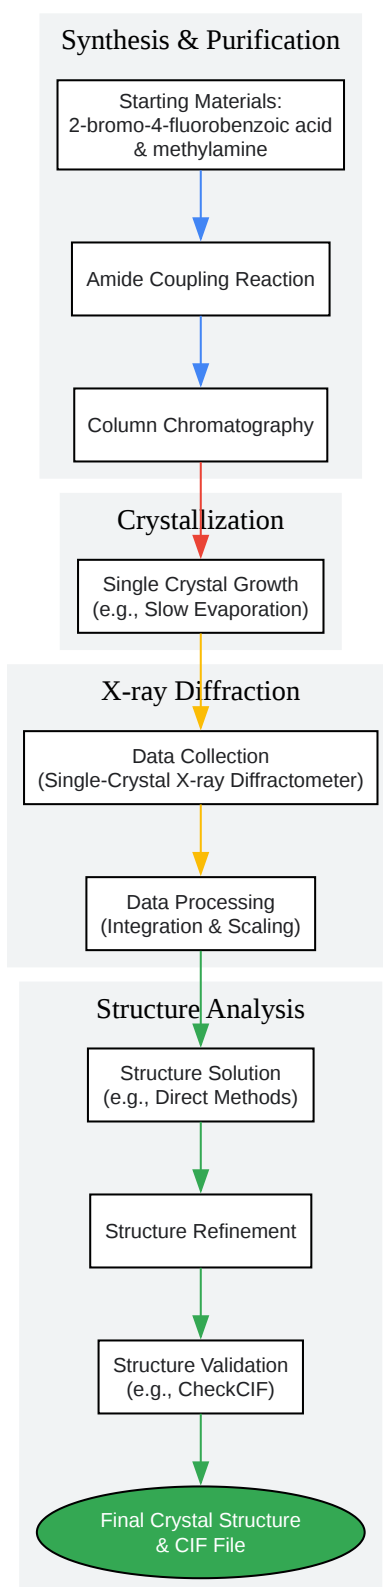 Synthesis & Purification
Starting Materials:
2-bromo-4-fluorobenzoic acid
& methylamine
Amide Coupling Reaction
Column Chromatography
Crystallization
Single Crystal Growth
(e.g., Slow Evaporation)
X-ray Diffraction
Data Collection
(Single-Crystal X-ray Diffractometer)
Data Processing
(Integration & Scaling)
Structure Analysis
Structure Solution
(e.g., Direct Methods)
Structure Refinement
Structure Validation
(e.g., CheckCIF)
Final Crystal Structure
& CIF File